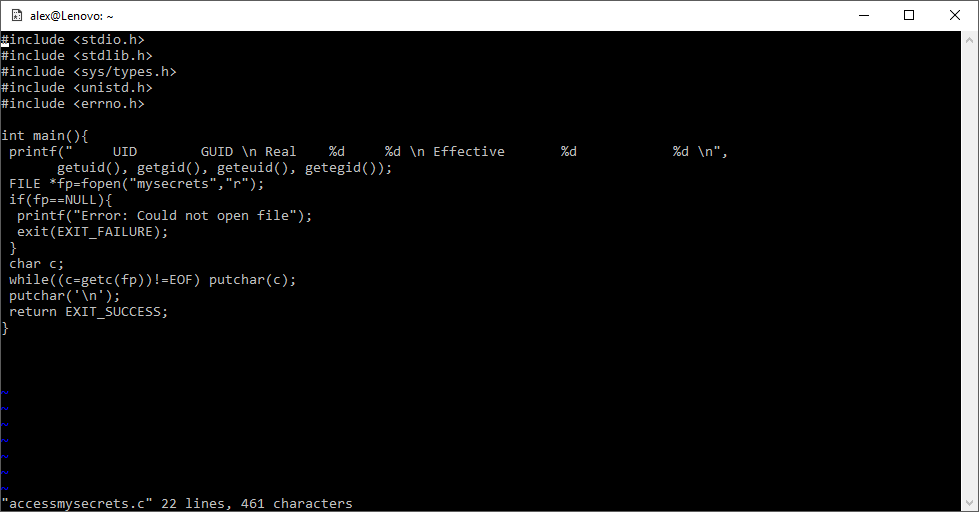 alex@Lenovo: ~
#include <stdio.h>
#include <stdlib.h>
#include <sys/types.h>
#include <unistd.h>
#include <errno.h>

int main(){
 printf("     UID        GUID \n Real    %d     %d \n Effective       %d            %d \n",
       getuid(), getgid(), geteuid(), getegid());
 FILE *fp=fopen("mysecrets","r");
 if(fp==NULL){
  printf("Error: Could not open file");
  exit(EXIT_FAILURE);
 }
 char c;
 while((c=getc(fp))!=EOF) putchar(c);
 putchar('\n');
 return EXIT_SUCCESS;
}
~
~
~
~
~
~
~
"accessmysecrets.c" 22 lines, 461 characters